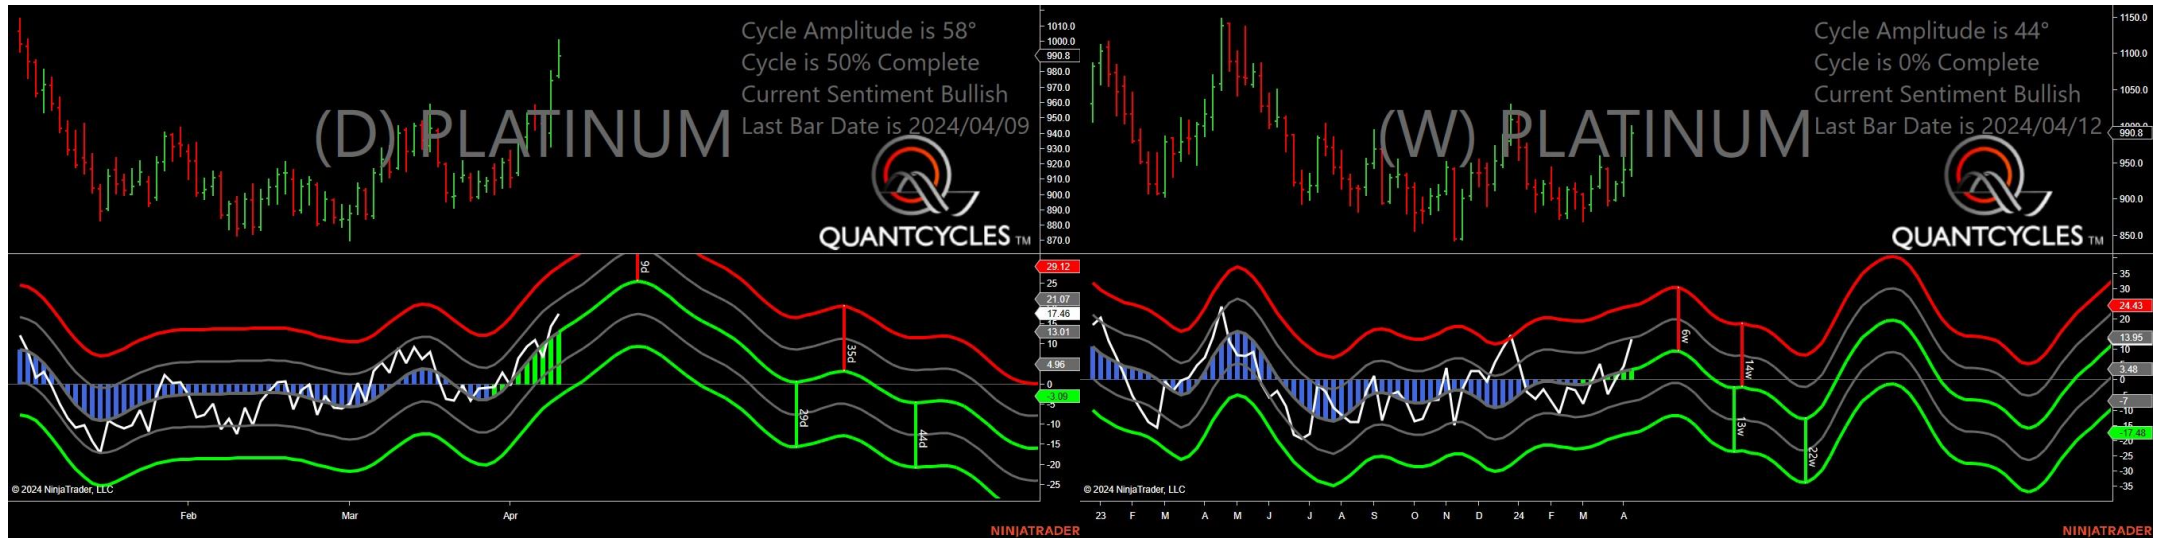 Cycle Amplitude is 58°
Cycle is 50% Complete
Current Sentiment Bullish
Last Bar Date is 2024/04/09
(D) PLATINUM
QUANTCYCLES TM
1010.0
1000.0
990.8
980.0
970.0
960.0
950.0
940.0
930.0
920.0
910.0
900.0
890.0
880.0
870.0
9d
35d
29d
44d
29.12
25
21.07
17.46
15
13.01
10
4.96
0
-3.09
-5
-10
-15
-20
-25
© 2024 NinjaTrader, LLC
Feb Mar Apr
NINJATRADER
Cycle Amplitude is 44°
Cycle is 0% Complete
Current Sentiment Bullish
Last Bar Date is 2024/04/12
(W) PLATINUM
QUANTCYCLES TM
1150.0
1100.0
1050.0
990.8
950.0
900.0
850.0
6w
14w
13w
22w
35
30
24.43
20
13.95
10
3.48
0
-7
-10
-17.48
-20
-25
-30
-35
© 2024 NinjaTrader, LLC
23 F M A M J J A S O N D 24 F M A
NINJATRADER